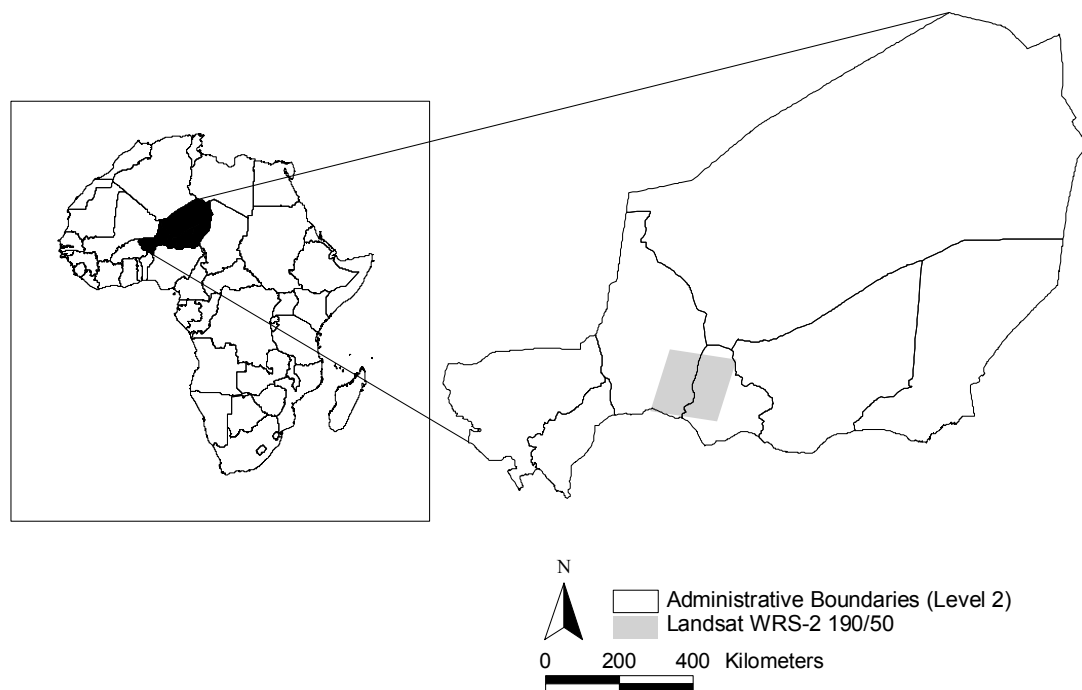 N
Administrative Boundaries (Level 2)
Landsat WRS-2 190/50
0 200 400 Kilometers